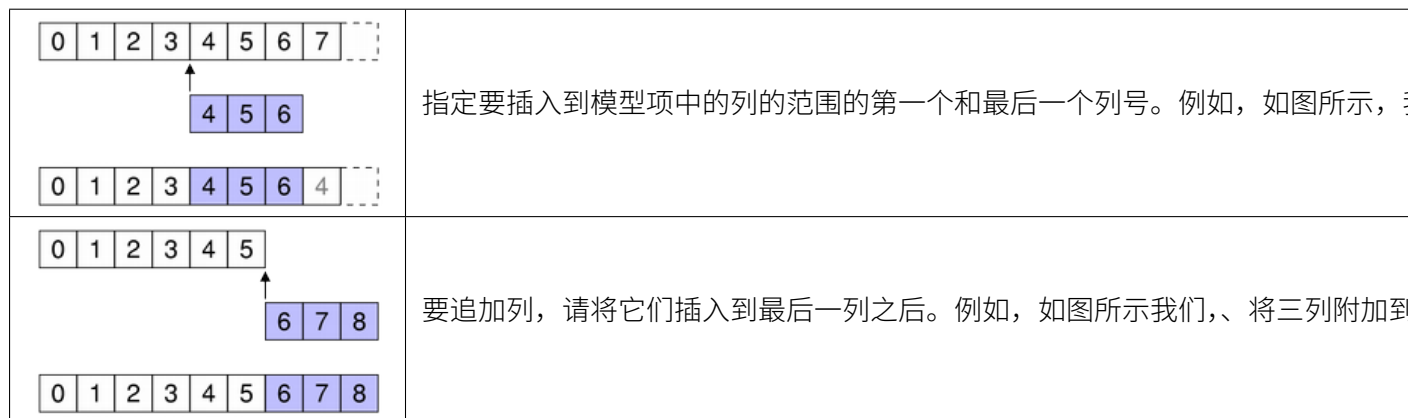 0 1 2 3 4 5 6 7
4 5 6
0 1 2 3 4 5 6 4
指定要插入到模型项中的列的范围的第一个和最后一个列号。例如，如图所示，
0 1 2 3 4 5
6 7 8
0 1 2 3 4 5 6 7 8
要追加列，请将它们插入到最后一列之后。例如，如图所示我们，、将三列附加到